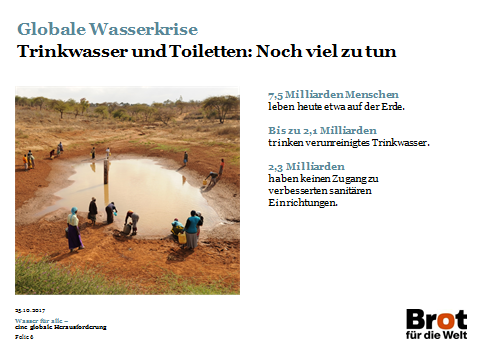 Globale Wasserkrise
Trinkwasser und Toiletten: Noch viel zu tun
7,5 Milliarden Menschen
leben heute etwa auf der Erde.
Bis zu 2,1 Milliarden
trinken verunreinigtes Trinkwasser.
2,3 Milliarden
haben keinen Zugang zu
verbesserten sanitären
Einrichtungen.
25.10.2017
Wasser für alle –
eine globale Herausforderung
Folie 6
Brot
für die Welt